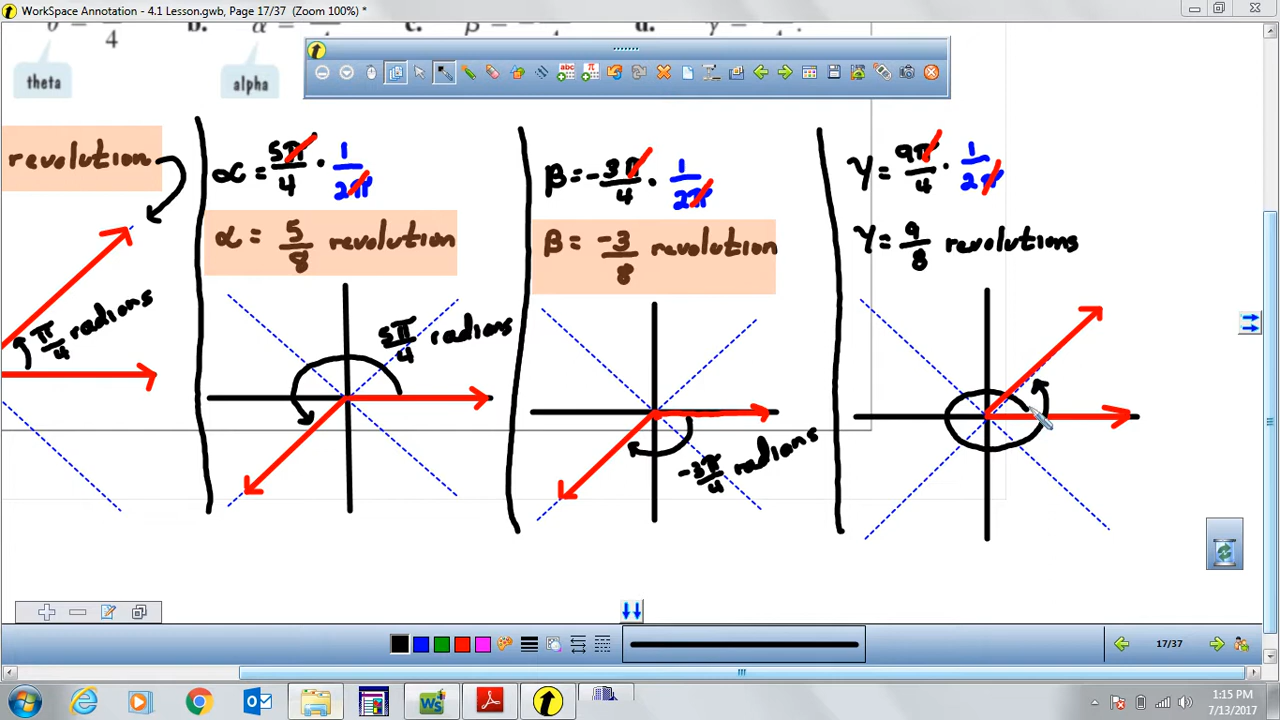 WorkSpace Annotation - 4.1 Lesson.gwb, Page 17/37 (Zoom 100%) *
4
b.
α =
c.
β =
d.
γ =
theta
alpha
abc
π
revolution
π/4 radians
α = 5π/4 · 1/2π
α = 5/8 revolution
5π/4 radians
β = -3π/4 · 1/2π
β = -3/8 revolution
-3π/4 radians
γ = 9π/4 · 1/2π
γ = 9/8 revolutions
17/37
1:15 PM
7/13/2017